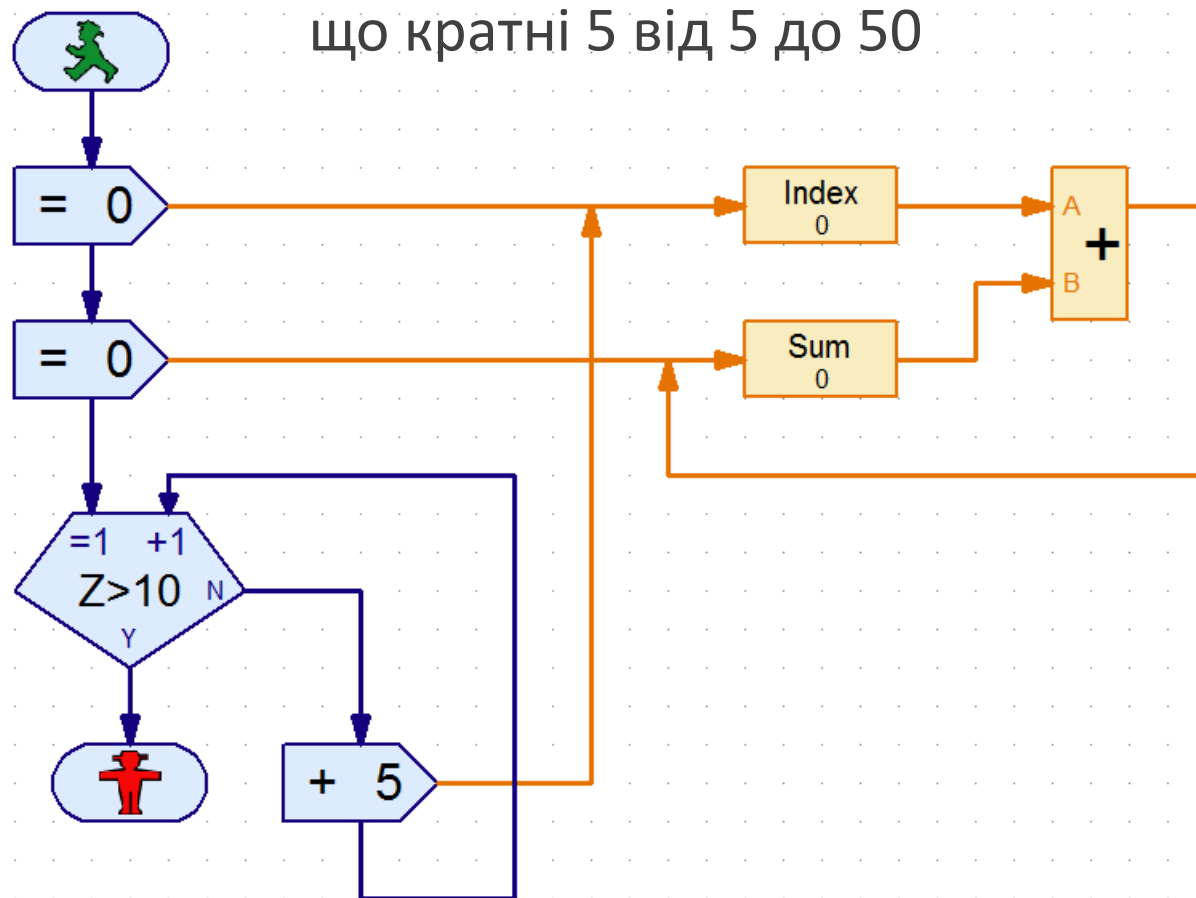 що кратні 5 від 5 до 50
= 0
Index
0
A
+
B
= 0
Sum
0
=1 +1
Z>10 N
Y
+ 5